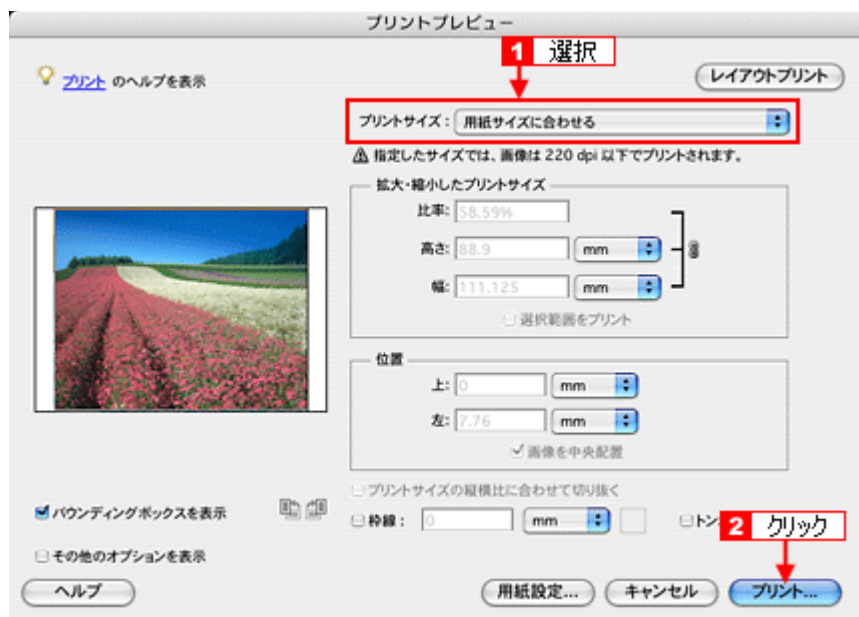 プリントプレビュー
1 選択
プリント のヘルプを表示
レイアウトプリント
プリントサイズ： 用紙サイズに合わせる
指定したサイズでは、画像は 220 dpi 以下でプリントされます。
拡大・縮小したプリントサイズ
比率: 58.59%
高さ: 88.9 mm
幅: 111.125 mm
選択範囲をプリント
位置
上: 0 mm
左: 7.76 mm
画像を中央配置
プリントサイズの縦横比に合わせて切り抜く
バウンディングボックスを表示
枠線： 0 mm
トン
2 クリック
その他のオプションを表示
ヘルプ
用紙設定...
キャンセル
プリント...